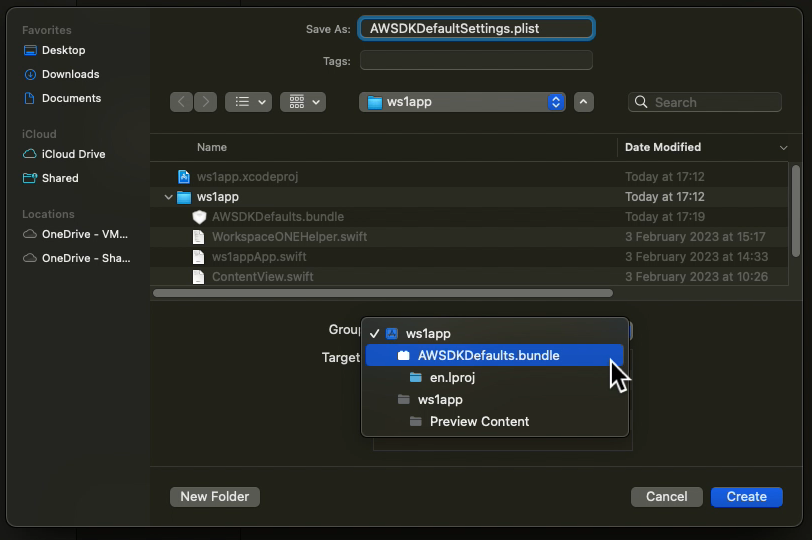 Favorites
Desktop
Downloads
Documents
iCloud
iCloud Drive
Shared
Locations
OneDrive - VM...
OneDrive - Sha...
Save As: AWSDKDefaultSettings.plist
Tags:
ws1app
Search
Name Date Modified
ws1app.xcodeproj Today at 17:12
ws1app Today at 17:12
AWSDKDefaults.bundle Today at 17:19
WorkspaceONEHelper.swift 3 February 2023 at 15:17
ws1appApp.swift 3 February 2023 at 14:33
ContentView.swift 3 February 2023 at 10:26
Group
Target
ws1app
AWSDKDefaults.bundle
en.lproj
ws1app
Preview Content
New Folder Cancel Create